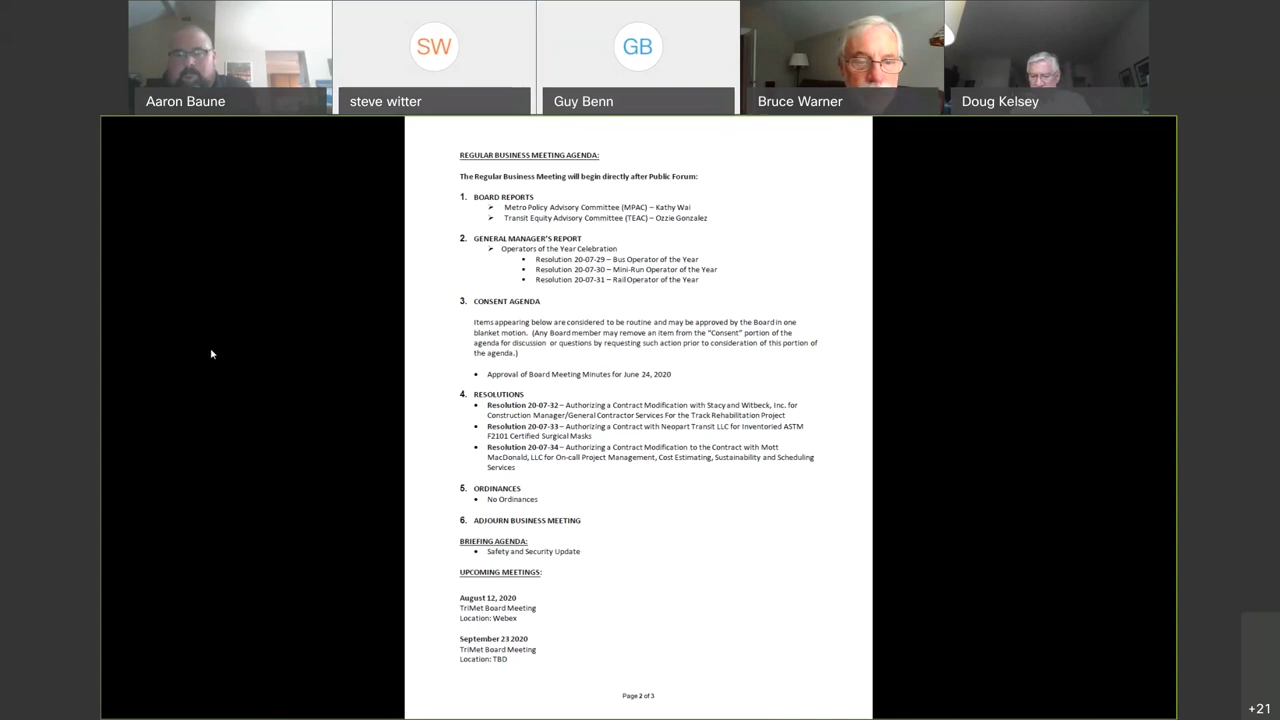 SW
GB
Aaron Baune
steve witter
Guy Benn
Bruce Warner
Doug Kelsey
REGULAR BUSINESS MEETING AGENDA:
The Regular Business Meeting will begin directly after Public Forum:
1. BOARD REPORTS
➢ Metro Policy Advisory Committee (MPAC) – Kathy Wai
➢ Transit Equity Advisory Committee (TEAC) – Ozzie Gonzalez
2. GENERAL MANAGER'S REPORT
➢ Operators of the Year Celebration
• Resolution 20-07-29 – Bus Operator of the Year
• Resolution 20-07-30 – Mini-Run Operator of the Year
• Resolution 20-07-31 – Rail Operator of the Year
3. CONSENT AGENDA
Items appearing below are considered to be routine and may be approved by the Board in one
blanket motion. (Any Board member may remove an item from the "Consent" portion of the
agenda for discussion or questions by requesting such action prior to consideration of this portion of
the agenda.)
• Approval of Board Meeting Minutes for June 24, 2020
4. RESOLUTIONS
• Resolution 20-07-32 – Authorizing a Contract Modification with Stacy and Witbeck, Inc. for
Construction Manager/General Contractor Services For the Track Rehabilitation Project
• Resolution 20-07-33 – Authorizing a Contract with Neopart Transit LLC for Inventoried ASTM
F2101 Certified Surgical Masks
• Resolution 20-07-34 – Authorizing a Contract Modification to the Contract with Mott
MacDonald, LLC for On-call Project Management, Cost Estimating, Sustainability and Scheduling
Services
5. ORDINANCES
• No Ordinances
6. ADJOURN BUSINESS MEETING
BRIEFING AGENDA:
• Safety and Security Update
UPCOMING MEETINGS:
August 12, 2020
TriMet Board Meeting
Location: Webex
September 23 2020
TriMet Board Meeting
Location: TBD
Page 2 of 3
+21